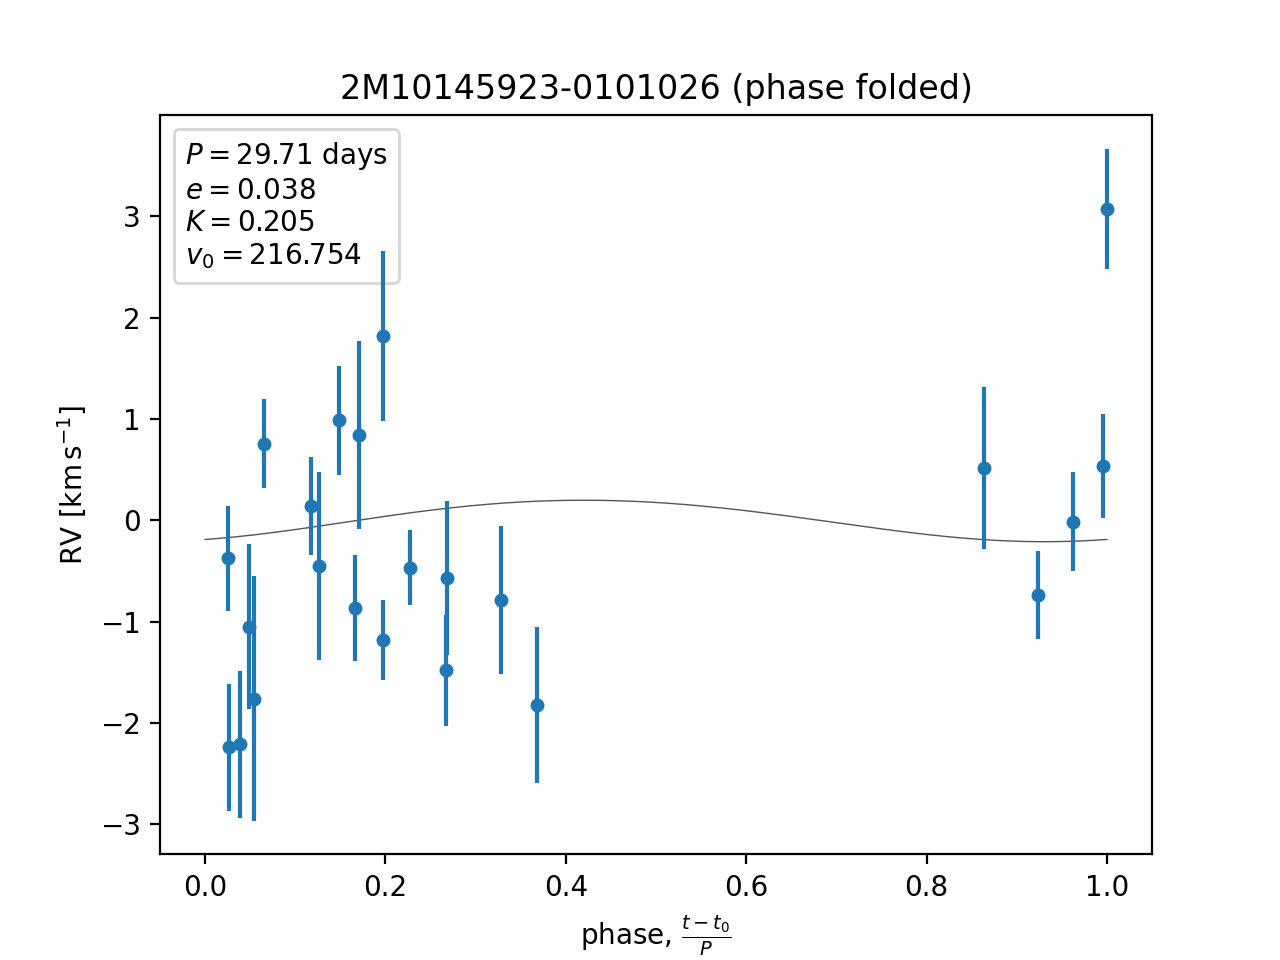 2M10145923-0101026 (phase folded)
P = 29.71 days
e = 0.038
K = 0.205
v₀ = 216.754
3
2
1
0
−1
−2
−3
RV [km s⁻¹]
0.0 0.2 0.4 0.6 0.8 1.0
phase, (t − t₀)/P